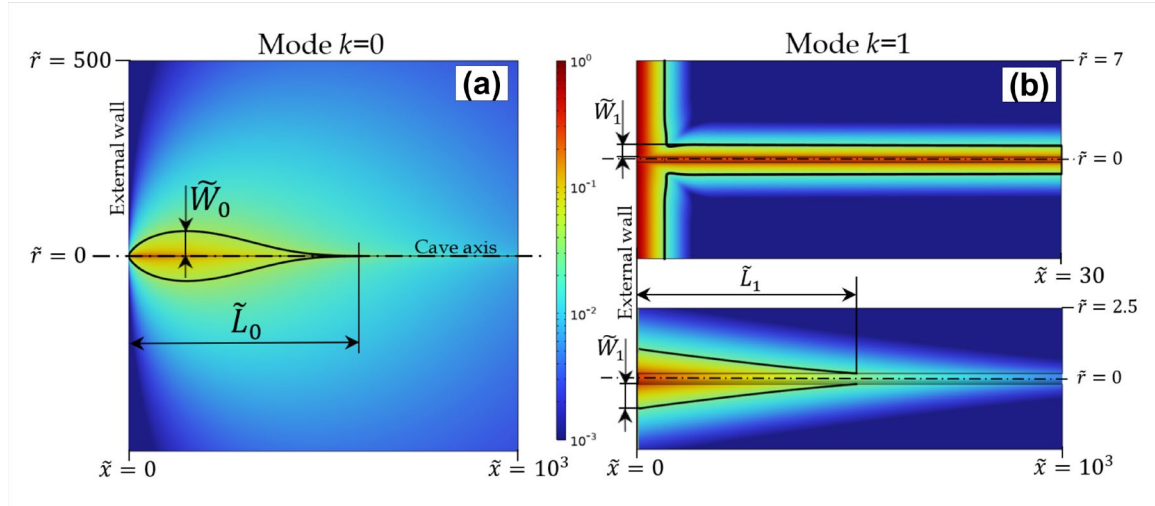 Mode k=0
r̃ = 500
(a)
External wall
W̃₀
r̃ = 0
Cave axis
L̃₀
x̃ = 0
x̃ = 10³
10⁰
10⁻¹
10⁻²
10⁻³
Mode k=1
r̃ = 7
(b)
W̃₁
r̃ = 0
External wall
x̃ = 30
L̃₁
r̃ = 2.5
W̃₁
r̃ = 0
x̃ = 0
x̃ = 10³